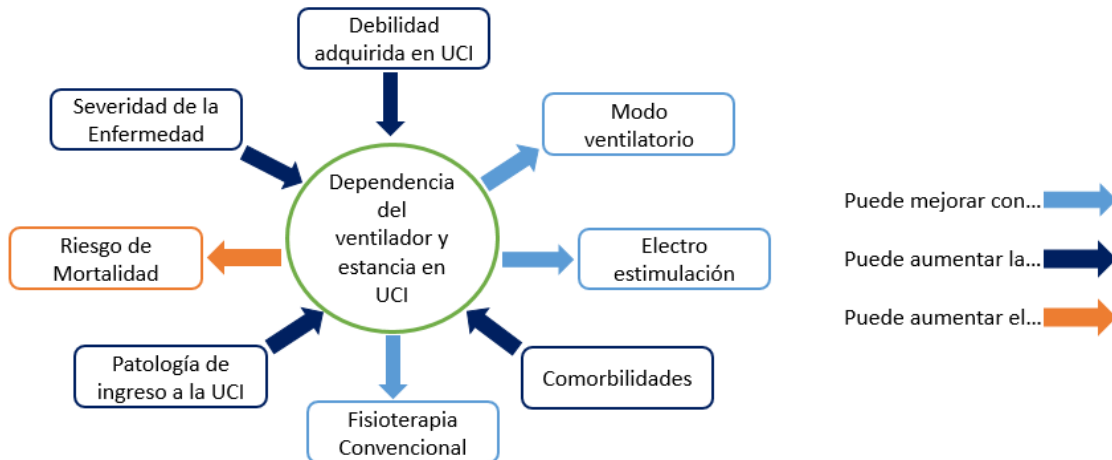 Debilidad
adquirida en UCI
Severidad de la
Enfermedad
Modo
ventilatorio
Dependencia
del
ventilador y
estancia en
UCI
Puede mejorar con...
Riesgo de
Mortalidad
Electro
estimulación
Puede aumentar la...
Puede aumentar el...
Patología de
ingreso a la UCI
Comorbilidades
Fisioterapia
Convencional